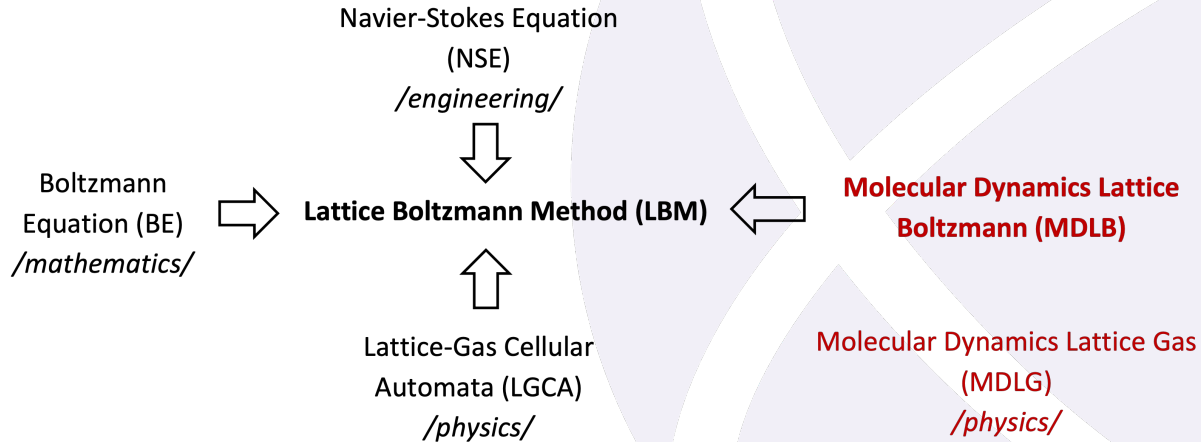 Navier-Stokes Equation
(NSE)
/engineering/
Boltzmann
Equation (BE)
/mathematics/
Lattice Boltzmann Method (LBM)
Molecular Dynamics Lattice
Boltzmann (MDLB)
Lattice-Gas Cellular
Automata (LGCA)
/physics/
Molecular Dynamics Lattice Gas
(MDLG)
/physics/